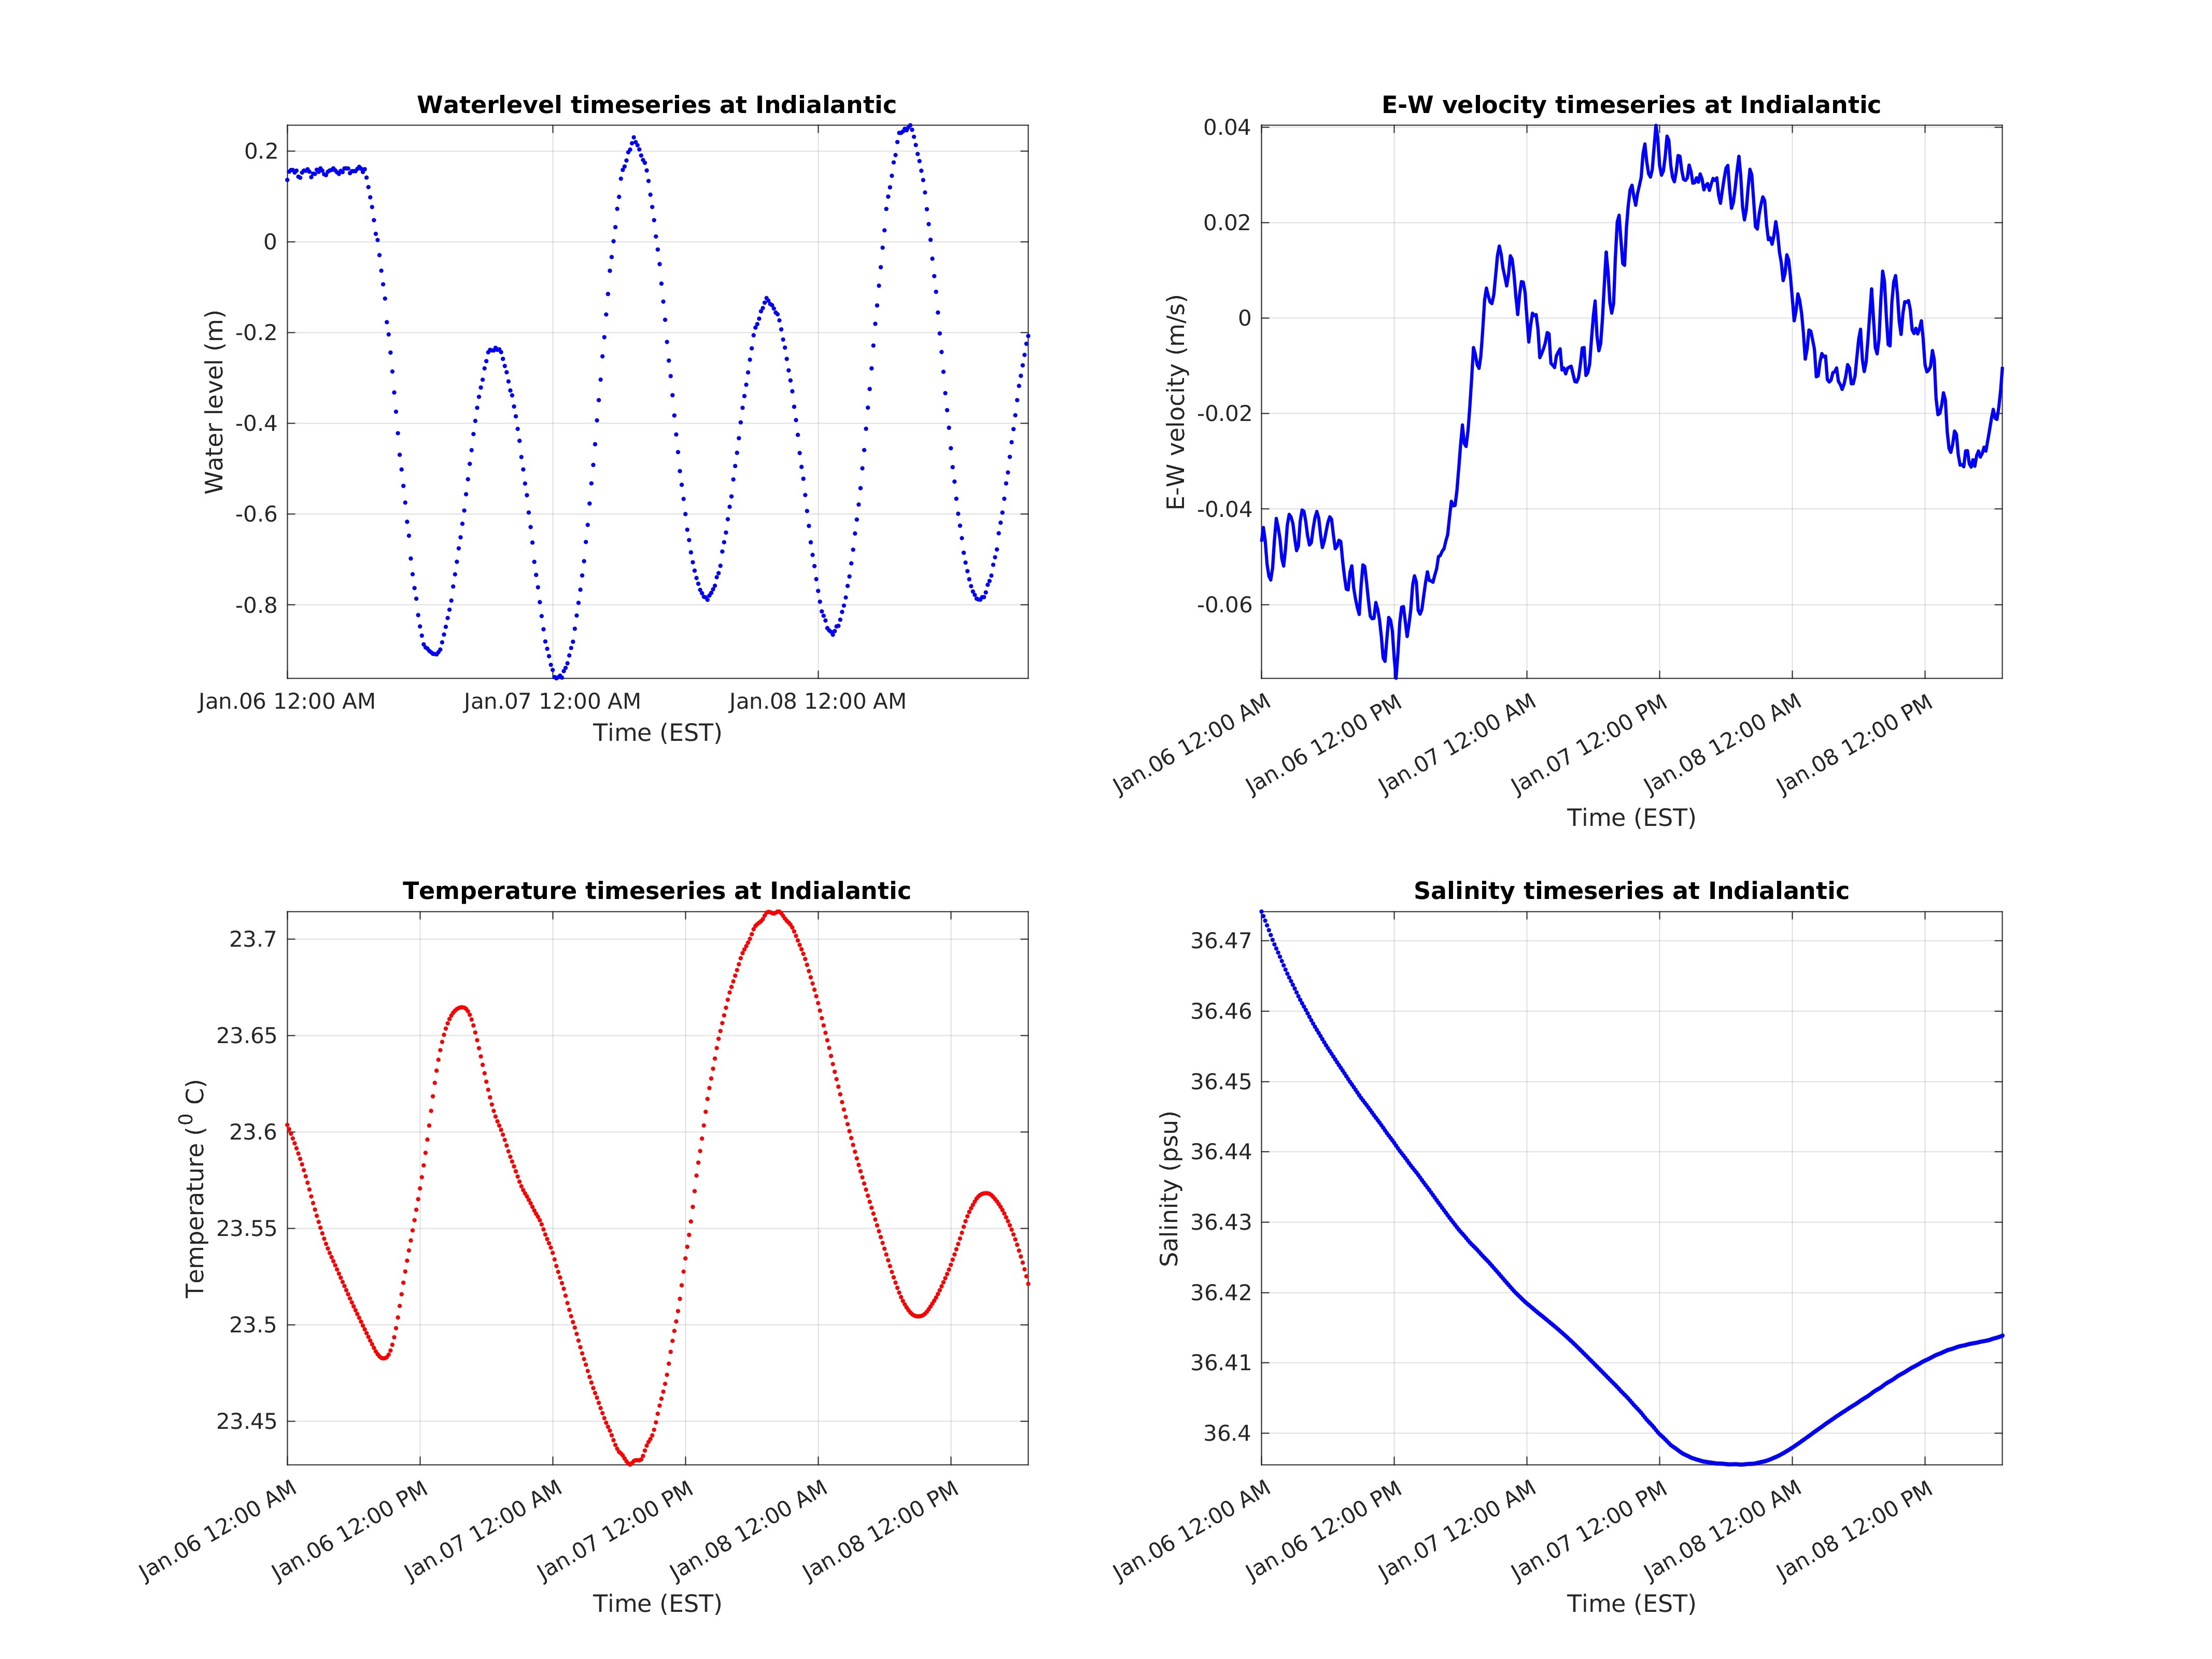 Waterlevel timeseries at Indialantic
0.2
0
-0.2
-0.4
-0.6
-0.8
Water level (m)
Jan.06 12:00 AM
Jan.07 12:00 AM
Jan.08 12:00 AM
Time (EST)
E-W velocity timeseries at Indialantic
0.04
0.02
0
-0.02
-0.04
-0.06
E-W velocity (m/s)
Jan.06 12:00 AM
Jan.06 12:00 PM
Jan.07 12:00 AM
Jan.07 12:00 PM
Jan.08 12:00 AM
Jan.08 12:00 PM
Time (EST)
Temperature timeseries at Indialantic
23.7
23.65
23.6
23.55
23.5
23.45
Temperature (⁰ C)
Jan.06 12:00 AM
Jan.06 12:00 PM
Jan.07 12:00 AM
Jan.07 12:00 PM
Jan.08 12:00 AM
Jan.08 12:00 PM
Time (EST)
Salinity timeseries at Indialantic
36.47
36.46
36.45
36.44
36.43
36.42
36.41
36.4
Salinity (psu)
Jan.06 12:00 AM
Jan.06 12:00 PM
Jan.07 12:00 AM
Jan.07 12:00 PM
Jan.08 12:00 AM
Jan.08 12:00 PM
Time (EST)